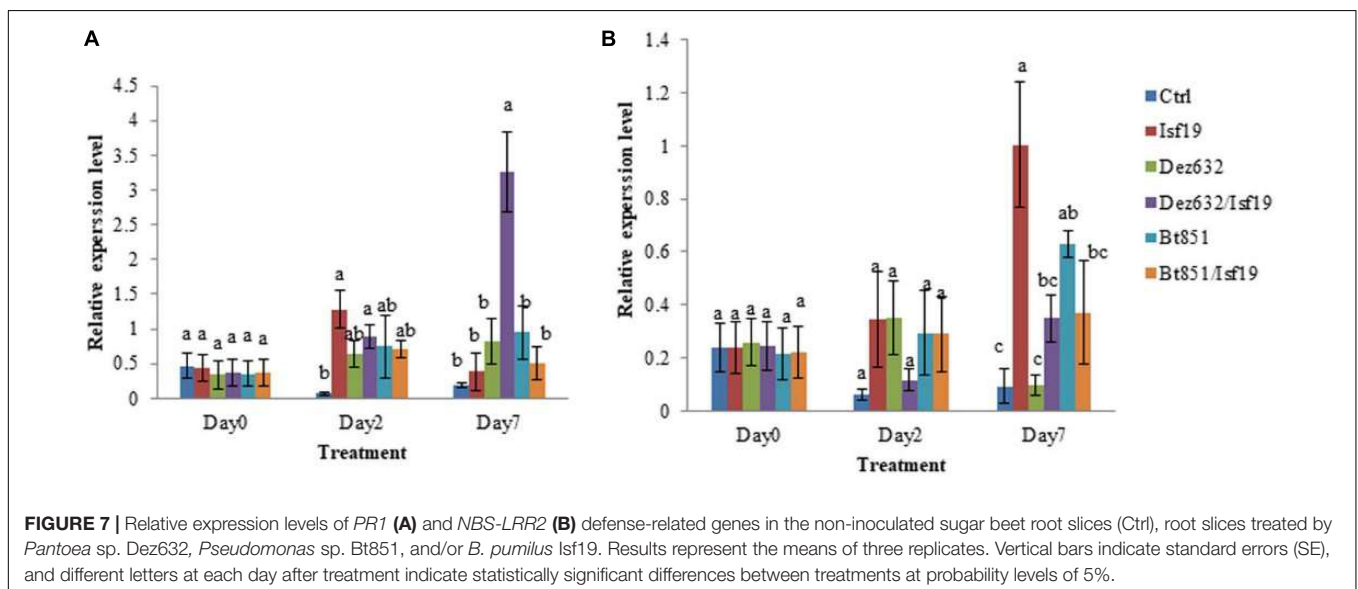 A
4.5
4
3.5
3
2.5
2
1.5
1
0.5
0
Relative experssion level
a a a a a a
b a ab a ab ab
b b b a b b
Day0 Day2 Day7
Treatment
B
1.4
1.2
1
0.8
0.6
0.4
0.2
0
Relative experssion level
a a a a a a
a a a a a a
c a c bc ab bc
Day0 Day2 Day7
Treatment
Ctrl
Isf19
Dez632
Dez632/Isf19
Bt851
Bt851/Isf19
FIGURE 7 | Relative expression levels of PR1 (A) and NBS-LRR2 (B) defense-related genes in the non-inoculated sugar beet root slices (Ctrl), root slices treated by
Pantoea sp. Dez632, Pseudomonas sp. Bt851, and/or B. pumilus Isf19. Results represent the means of three replicates. Vertical bars indicate standard errors (SE),
and different letters at each day after treatment indicate statistically significant differences between treatments at probability levels of 5%.